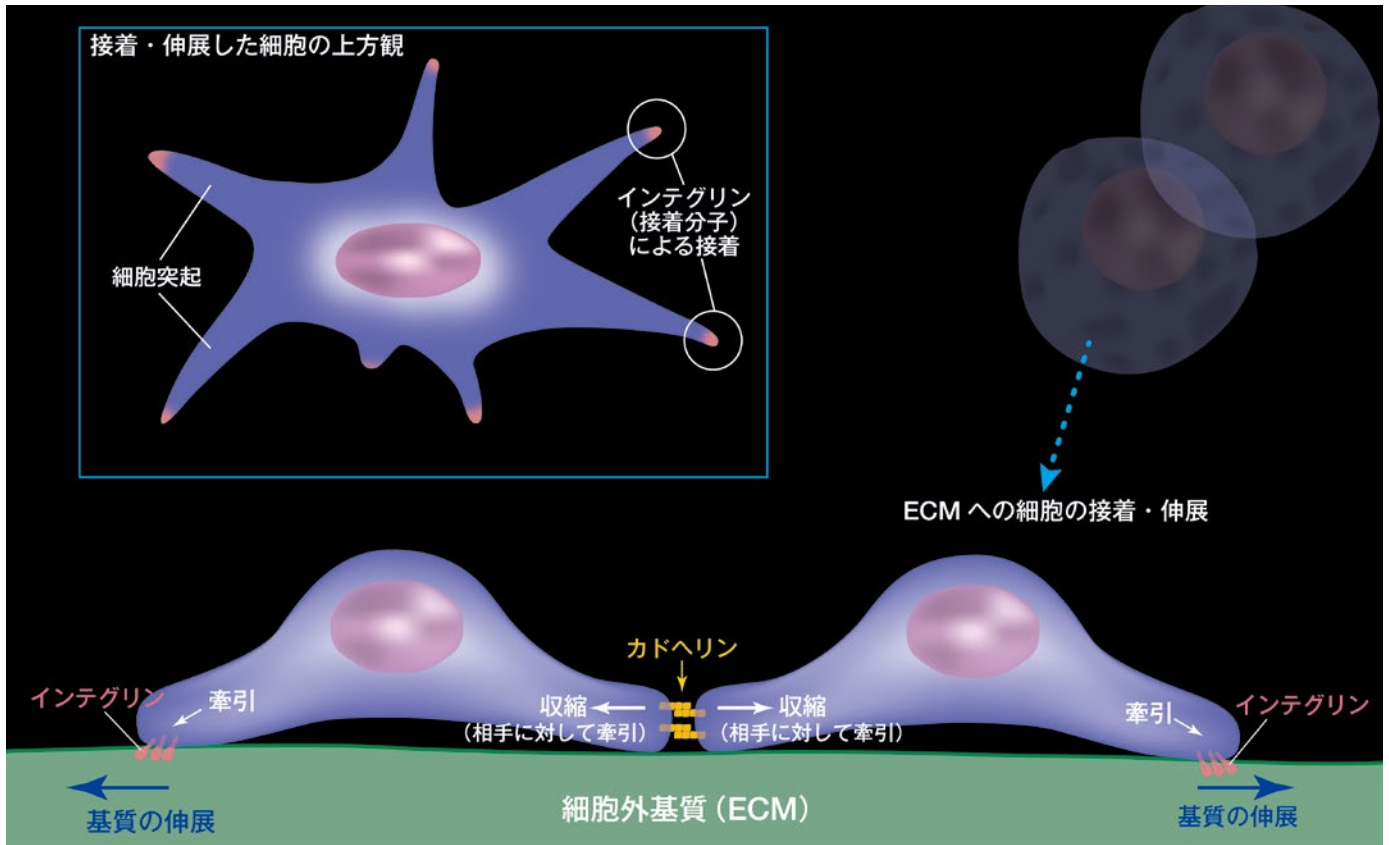 接着・伸展した細胞の上方観
インテグリン
（接着分子）
による接着
細胞突起
ECM への細胞の接着・伸展
カドヘリン
インテグリン
牽引
収縮
（相手に対して牽引）
収縮
（相手に対して牽引）
牽引
インテグリン
基質の伸展
細胞外基質（ECM）
基質の伸展